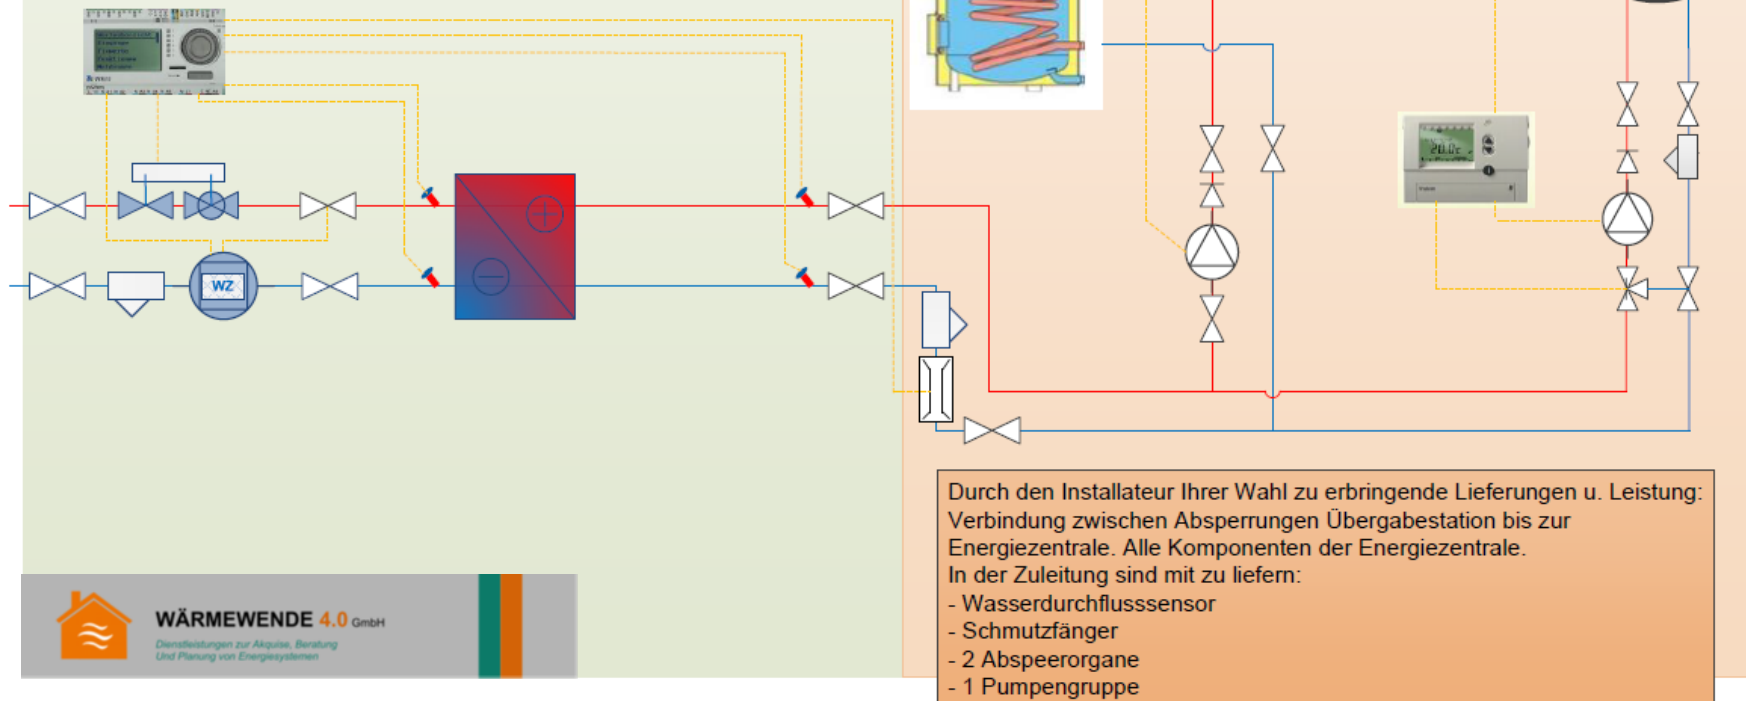 20.0c
WZ
Durch den Installateur Ihrer Wahl zu erbringende Lieferungen u. Leistung:
Verbindung zwischen Absperrungen Übergabestation bis zur
Energiezentrale. Alle Komponenten der Energiezentrale.
In der Zuleitung sind mit zu liefern:
- Wasserdurchflusssensor
- Schmutzfänger
- 2 Abspeerorgane
- 1 Pumpengruppe
WÄRMEWENDE 4.0 GmbH
Dienstleistungen zur Akquise, Beratung
Und Planung von Energiesystemen